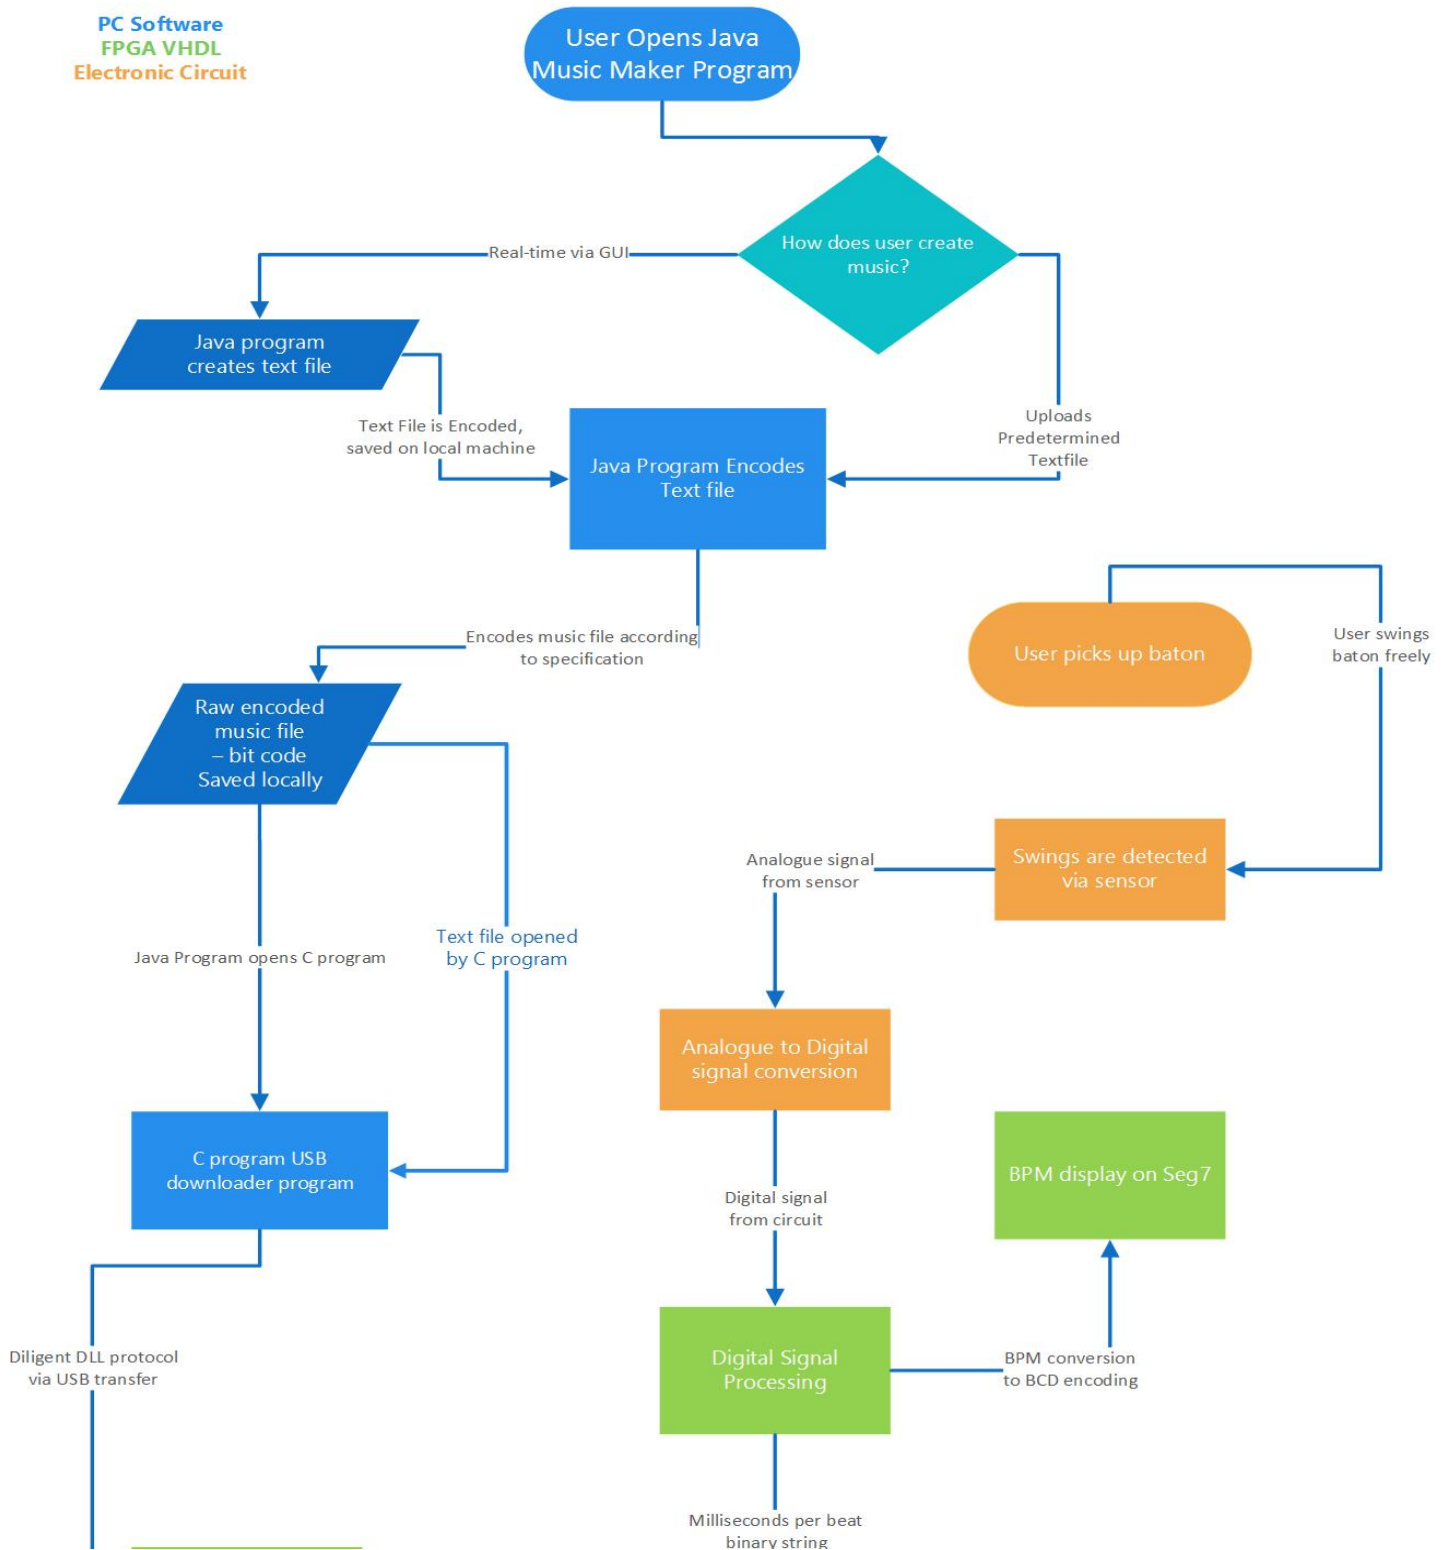 PC Software
FPGA VHDL
Electronic Circuit
User Opens Java
Music Maker Program
How does user create
music?
Real-time via GUI
Java program
creates text file
Text File is Encoded,
saved on local machine
Uploads
Predetermined
Textfile
Java Program Encodes
Text file
Encodes music file according
to specification
User picks up baton
User swings
baton freely
Raw encoded
music file
– bit code
Saved locally
Swings are detected
via sensor
Analogue signal
from sensor
Java Program opens C program
Text file opened
by C program
Analogue to Digital
signal conversion
C program USB
downloader program
BPM display on Seg7
Digital signal
from circuit
Diligent DLL protocol
via USB transfer
Digital Signal
Processing
BPM conversion
to BCD encoding
Milliseconds per beat
binary string